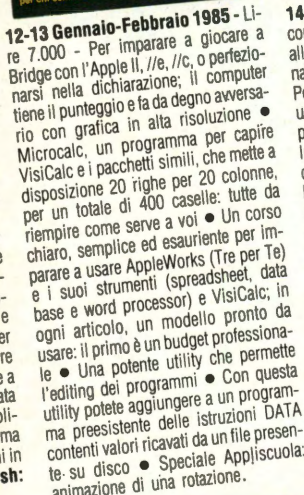 12-13 Gennaio-Febbraio 1985 - Li-
re 7.000 - Per imparare a giocare a
Bridge con l'Apple II, //e, //c, o perfezio-
narsi nella dichiarazione; il computer
tiene il punteggio e fa da degno avversa-
rio con grafica in alta risoluzione ●
Microcalc, un programma per capire
VisiCalc e i pacchetti simili, che mette a
disposizione 20 righe per 20 colonne,
per un totale di 400 caselle: tutte da
riempire come serve a voi ● Un corso
chiaro, semplice ed esauriente per im-
parare a usare AppleWorks (Tre per Te)
e i suoi strumenti (spreadsheet, data
base e word processor) e VisiCalc; in
ogni articolo, un modello pronto da
usare: il primo è un budget professiona-
le ● Una potente utility che permette
l'editing dei programmi ● Con questa
utility potete aggiungere a un program-
ma preesistente delle istruzioni DATA
contenti valori ricavati da un file presen-
te su disco ● Speciale Appliscuola:
animazione di una rotazione.
14